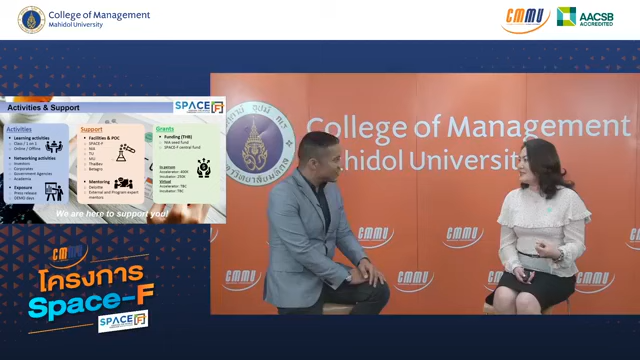 College of Management
Mahidol University
CMMU
AACSB
ACCREDITED
Activities & Support
SPACE F
Activities
Learning activities
Class / 1 on 1
Online / Offline
Networking activities
Investors
Corporates
Government Agencies
Academia
Exposure
Press release
DEMO days
Support
Facilities & POC
SPACE-F
NIA
TU
MU
ThaiBev
Betagro
Mentoring
Deloitte
External and Program expert mentors
Grants
Funding (THB)
NIA seed fund
SPACE-F central fund
In person
Accelerator: 400K
Incubator: 250K
Virtual
Accelerator: TBC
Incubator: TBC
We are here to support you!
College of Management
Mahidol University
CMMU
CMMU
CMMU
CMMU
CMMU
โครงการ
Space-F
SPACE F